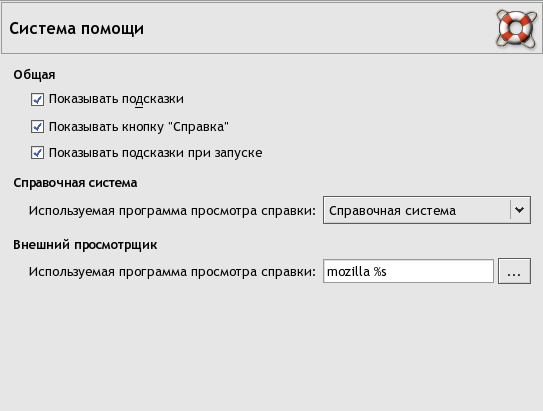 Система помощи
Общая
Показывать подсказки
Показывать кнопку "Справка"
Показывать подсказки при запуске
Справочная система
Используемая программа просмотра справки: Справочная система
Внешний просмотрщик
Используемая программа просмотра справки: mozilla %s ...